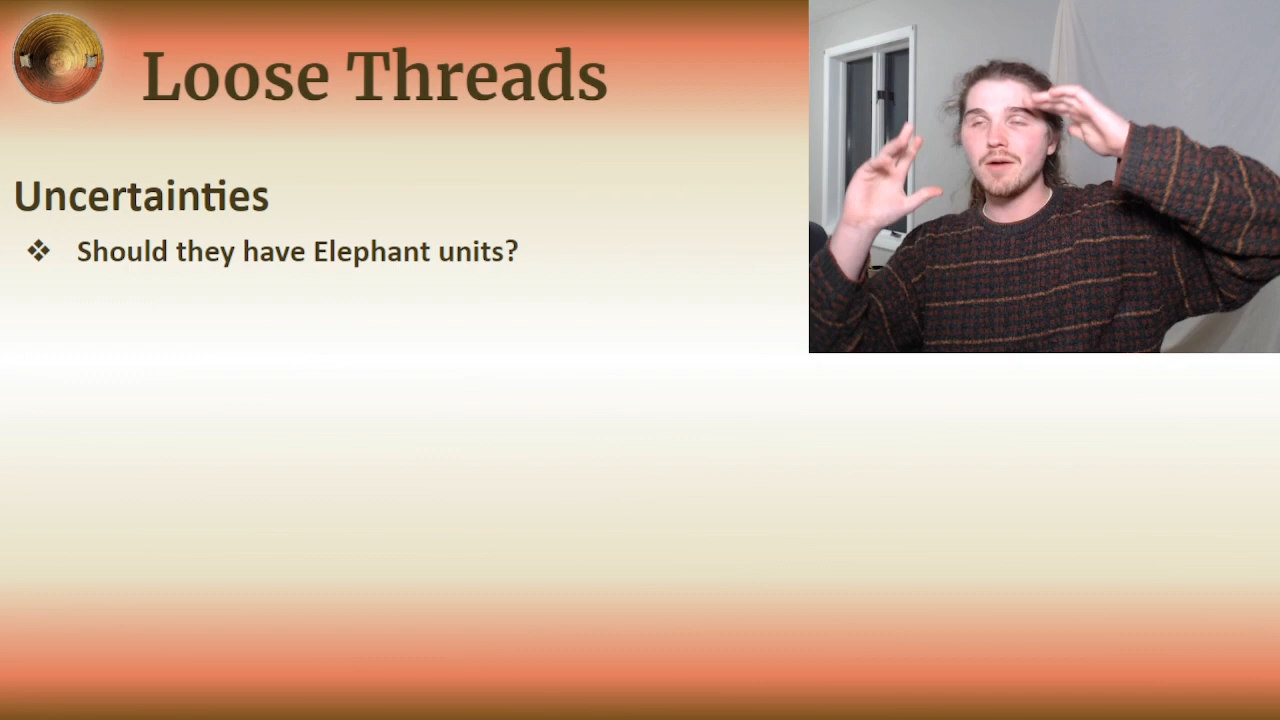 Loose Threads
Uncertainties
❖ Should they have Elephant units?